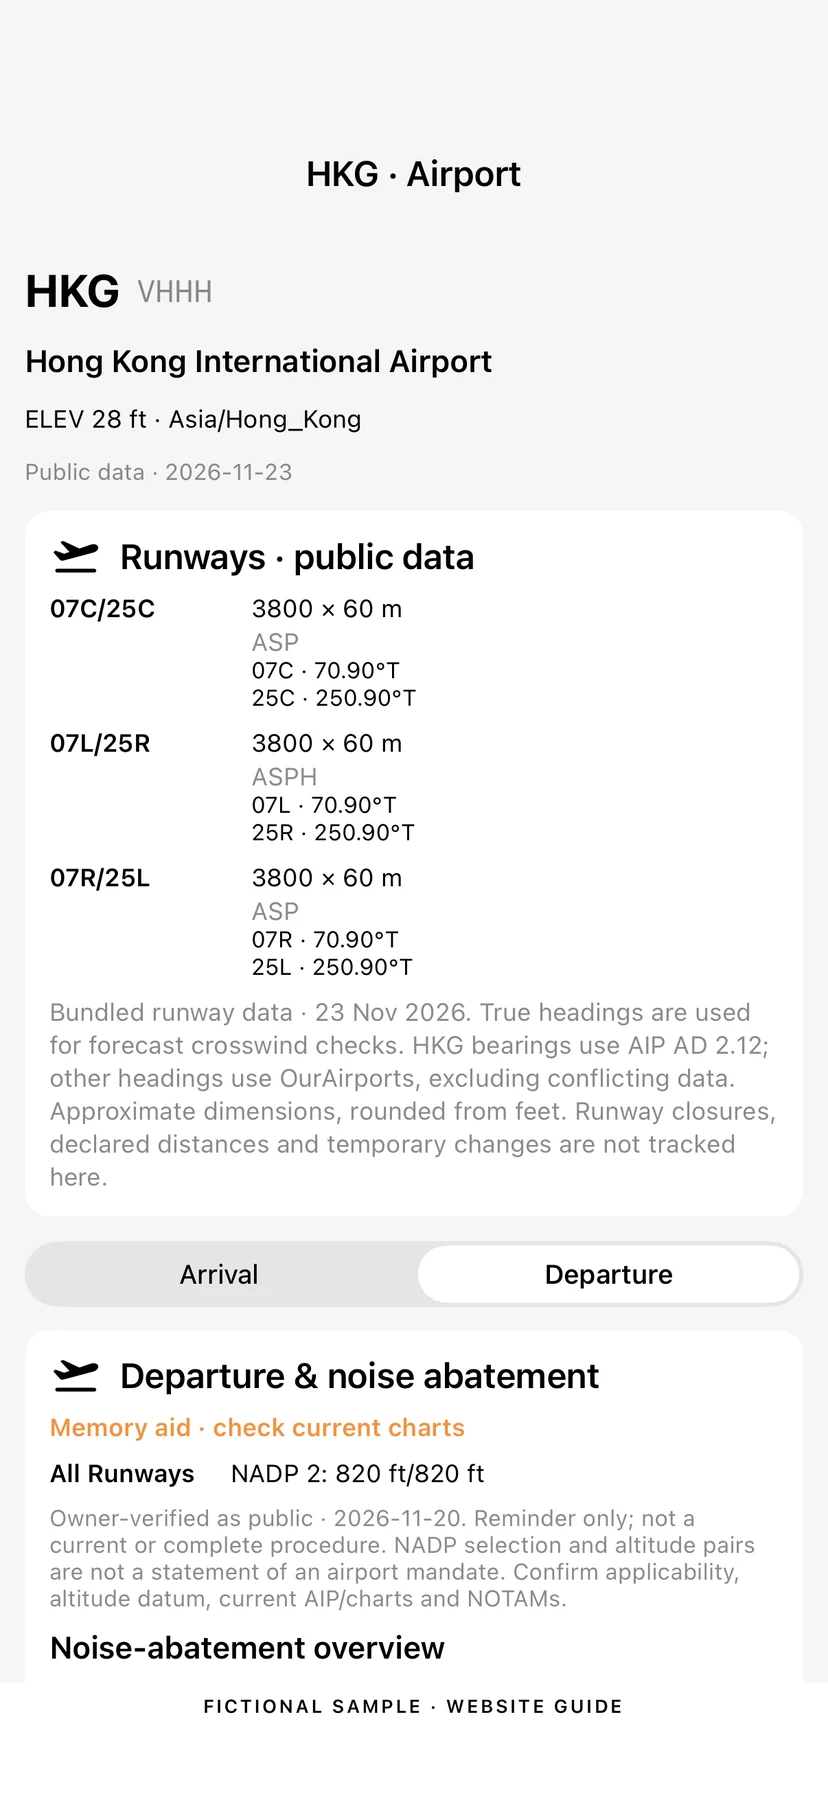 HKG · Airport
HKG VHHH
Hong Kong International Airport
ELEV 28 ft · Asia/Hong_Kong
Public data · 2026-11-23
Runways · public data
07C/25C 3800 × 60 m
ASP
07C · 70.90°T
25C · 250.90°T
07L/25R 3800 × 60 m
ASPH
07L · 70.90°T
25R · 250.90°T
07R/25L 3800 × 60 m
ASP
07R · 70.90°T
25L · 250.90°T
Bundled runway data · 23 Nov 2026. True headings are used
for forecast crosswind checks. HKG bearings use AIP AD 2.12;
other headings use OurAirports, excluding conflicting data.
Approximate dimensions, rounded from feet. Runway closures,
declared distances and temporary changes are not tracked
here.
Arrival Departure
Departure & noise abatement
Memory aid · check current charts
All Runways NADP 2: 820 ft/820 ft
Owner-verified as public · 2026-11-20. Reminder only; not a
current or complete procedure. NADP selection and altitude pairs
are not a statement of an airport mandate. Confirm applicability,
altitude datum, current AIP/charts and NOTAMs.
Noise-abatement overview
FICTIONAL SAMPLE · WEBSITE GUIDE